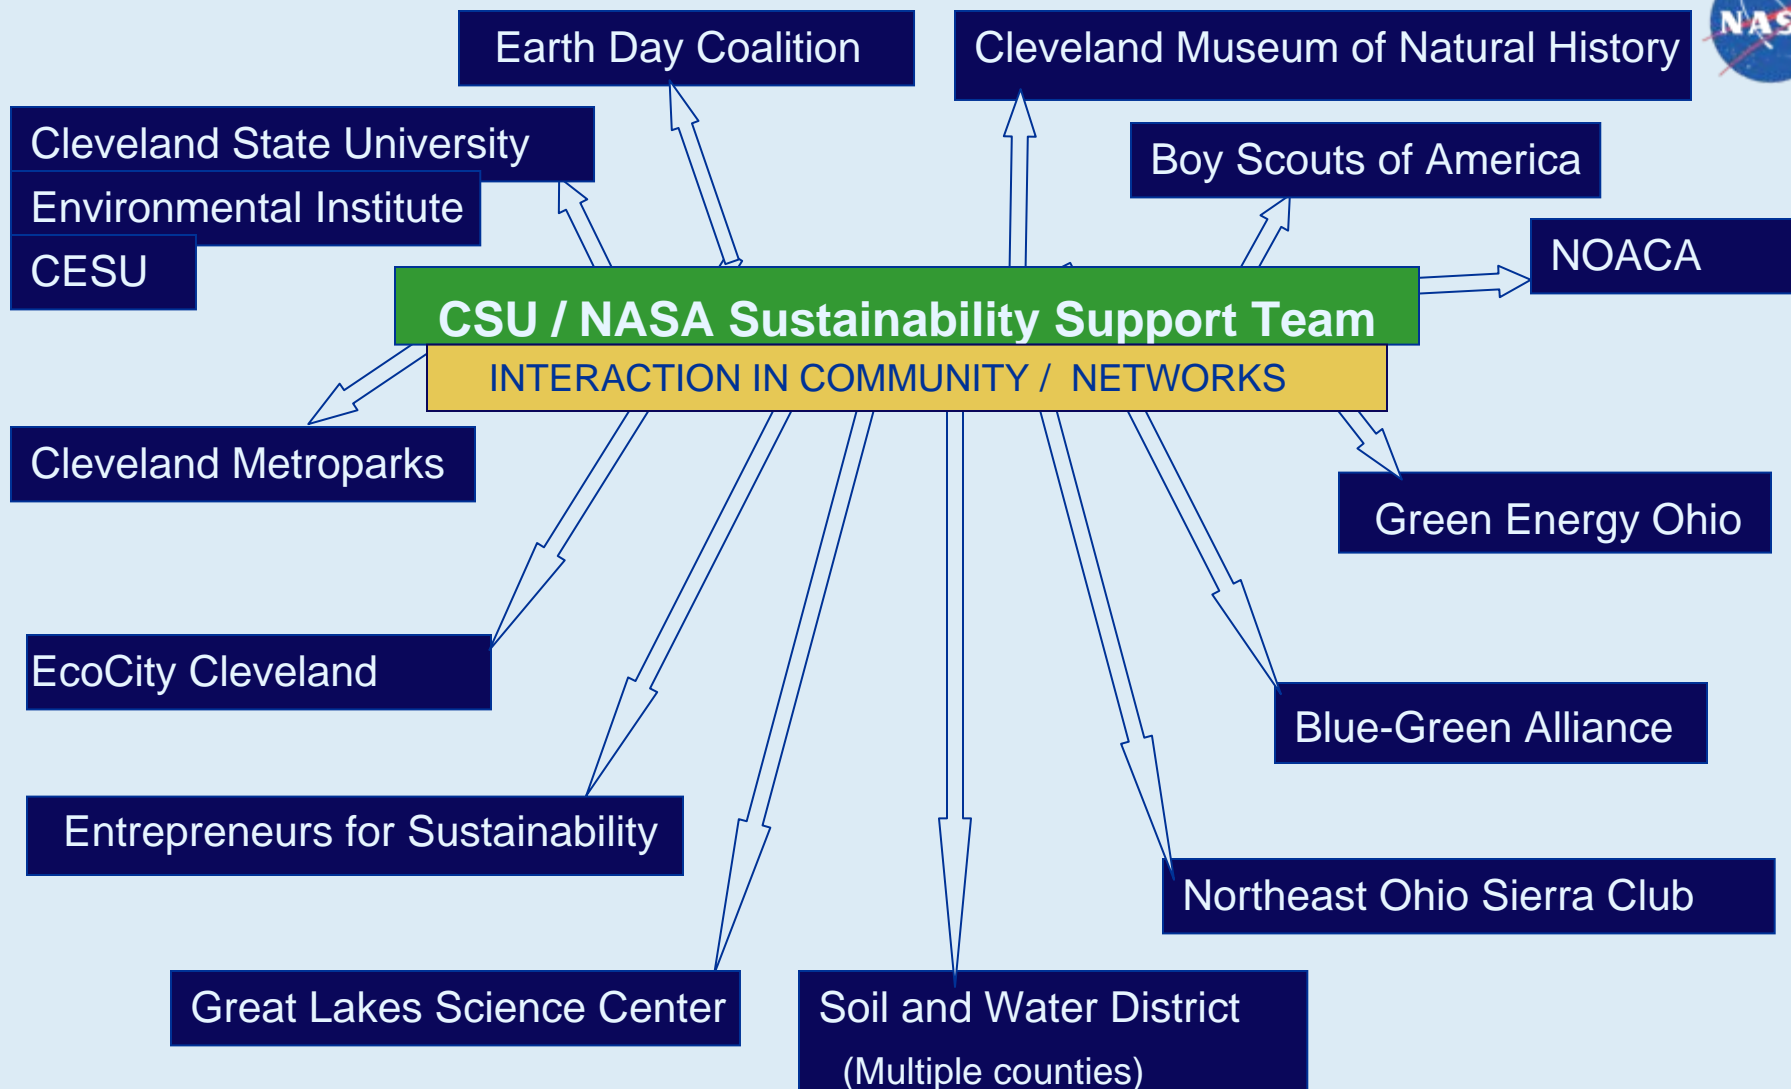 Earth Day Coalition
Cleveland Museum of Natural History
NAS
Cleveland State University
Environmental Institute
CESU
Boy Scouts of America
NOACA
CSU / NASA Sustainability Support Team
INTERACTION IN COMMUNITY / NETWORKS
Cleveland Metroparks
Green Energy Ohio
EcoCity Cleveland
Blue-Green Alliance
Entrepreneurs for Sustainability
Northeast Ohio Sierra Club
Great Lakes Science Center
Soil and Water District
(Multiple counties)